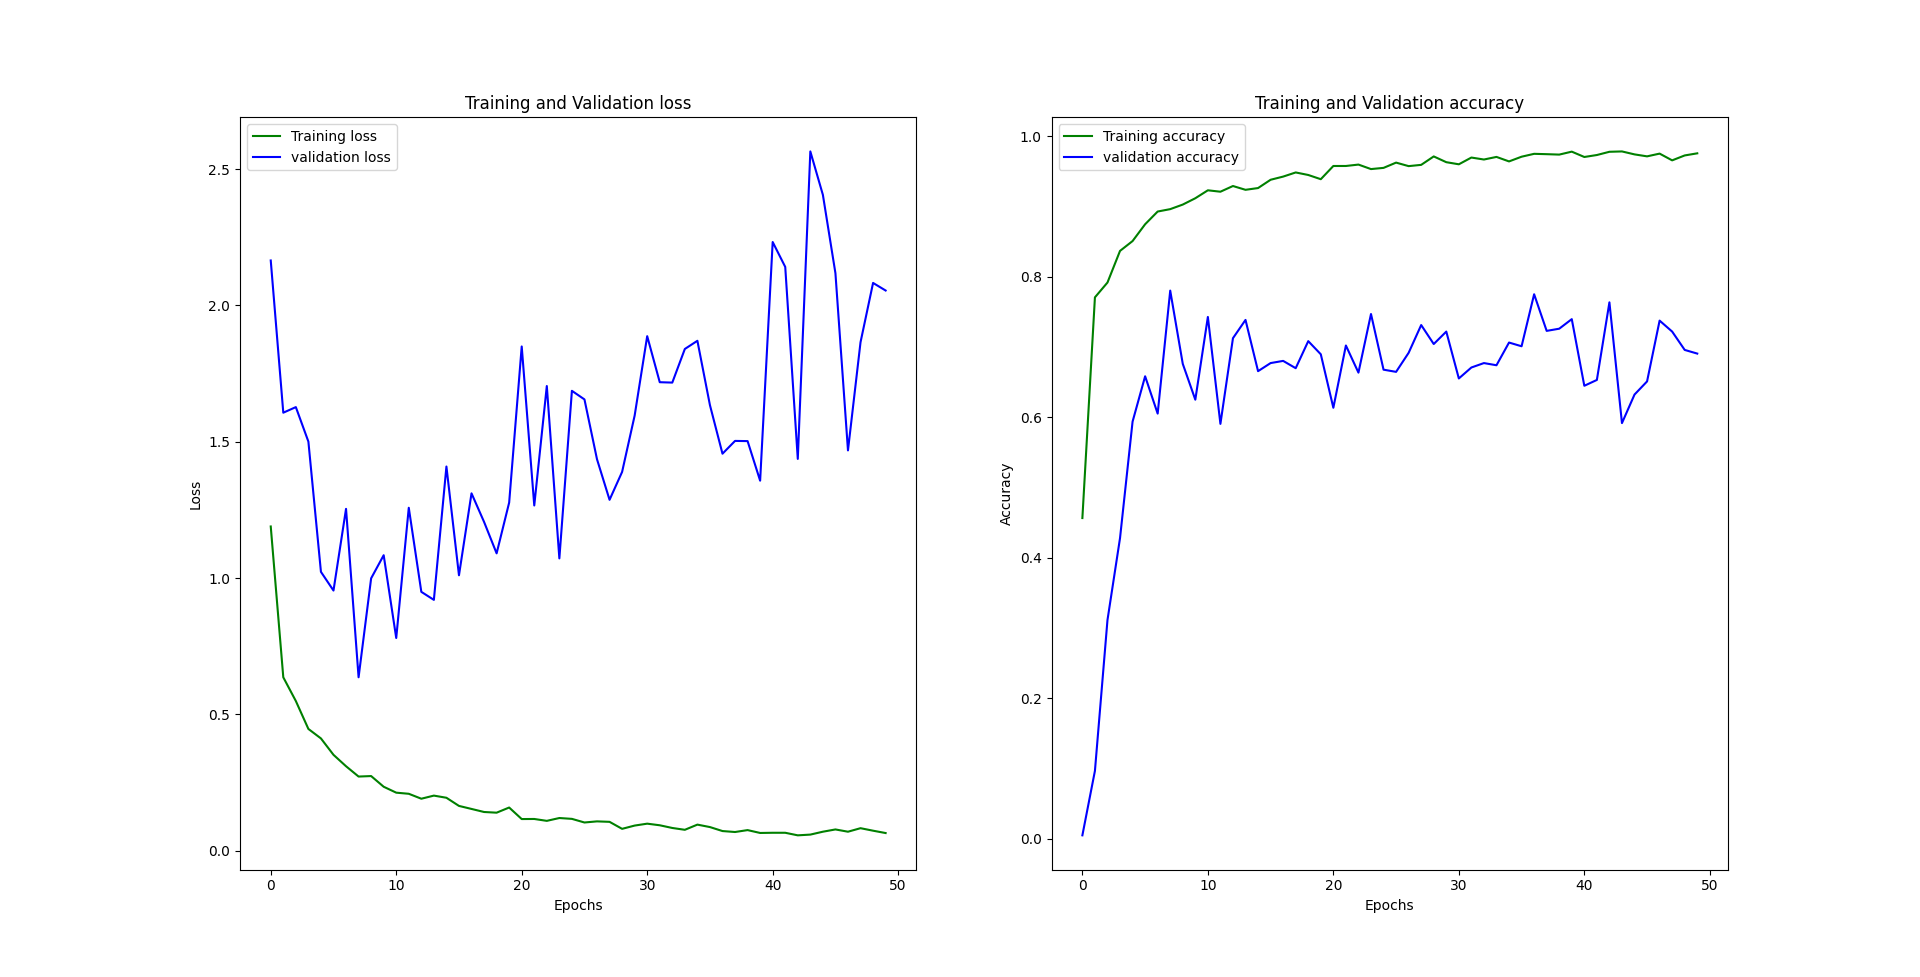 Training and Validation loss
Training loss
validation loss
2.5
2.0
1.5
1.0
0.5
0.0
Loss
0 10 20 30 40 50
Epochs
Training and Validation accuracy
Training accuracy
validation accuracy
1.0
0.8
0.6
0.4
0.2
0.0
Accuracy
0 10 20 30 40 50
Epochs